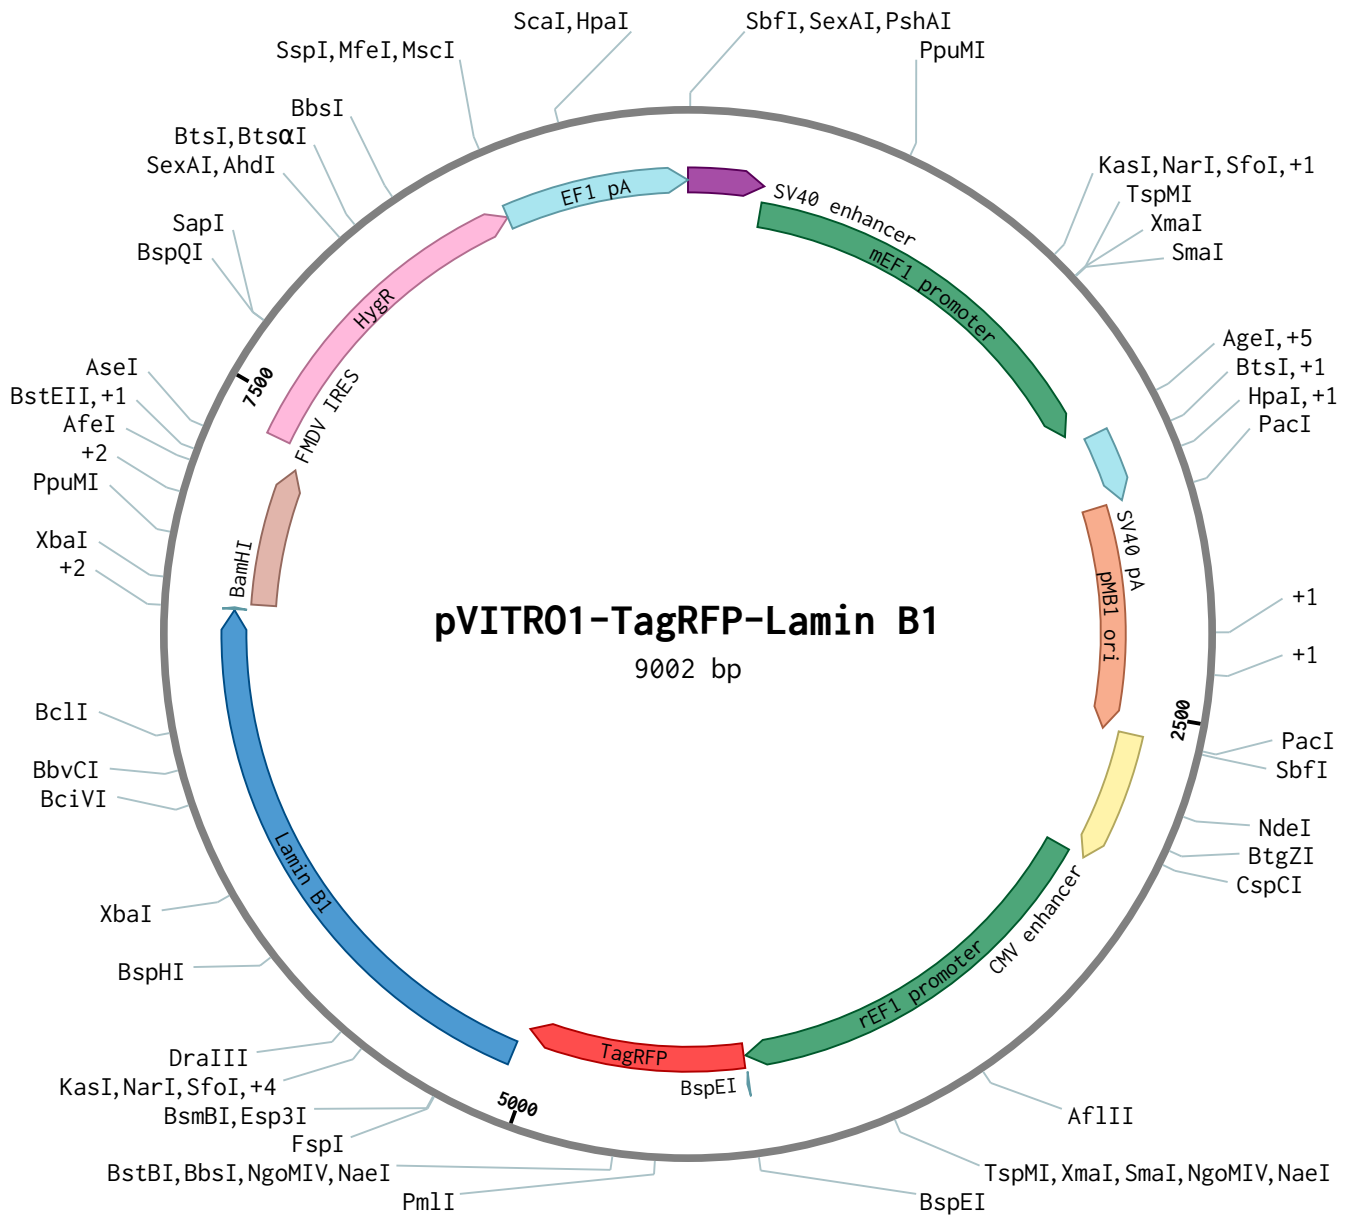 ScaI,HpaI
SbfI,SexAI,PshAI
SspI,MfeI,MscI
PpuMI
BbsI
BtsI,BtsαI
SexAI,AhdI
KasI,NarI,SfoI,+1
TspMI
XmaI
SmaI
SapI
BspQI
EF1 pA
SV40 enhancer
mEF1 promoter
HygR
AgeI,+5
BtsI,+1
HpaI,+1
PacI
AseI
BstEII,+1
AfeI
+2
PpuMI
XbaI
+2
7500
FMDV IRES
BamHI
SV40 pA
pMB1 ori
pVITRO1-TagRFP-Lamin B1
9002 bp
+1
+1
2500
PacI
SbfI
NdeI
BtgZI
CspCI
BclI
BbvCI
BciVI
XbaI
BspHI
Lamin B1
CMV enhancer
rEF1 promoter
TagRFP
BspEI
5000
DraIII
KasI,NarI,SfoI,+4
BsmBI,Esp3I
FspI
BstBI,BbsI,NgoMIV,NaeI
PmlI
AflII
TspMI,XmaI,SmaI,NgoMIV,NaeI
BspEI